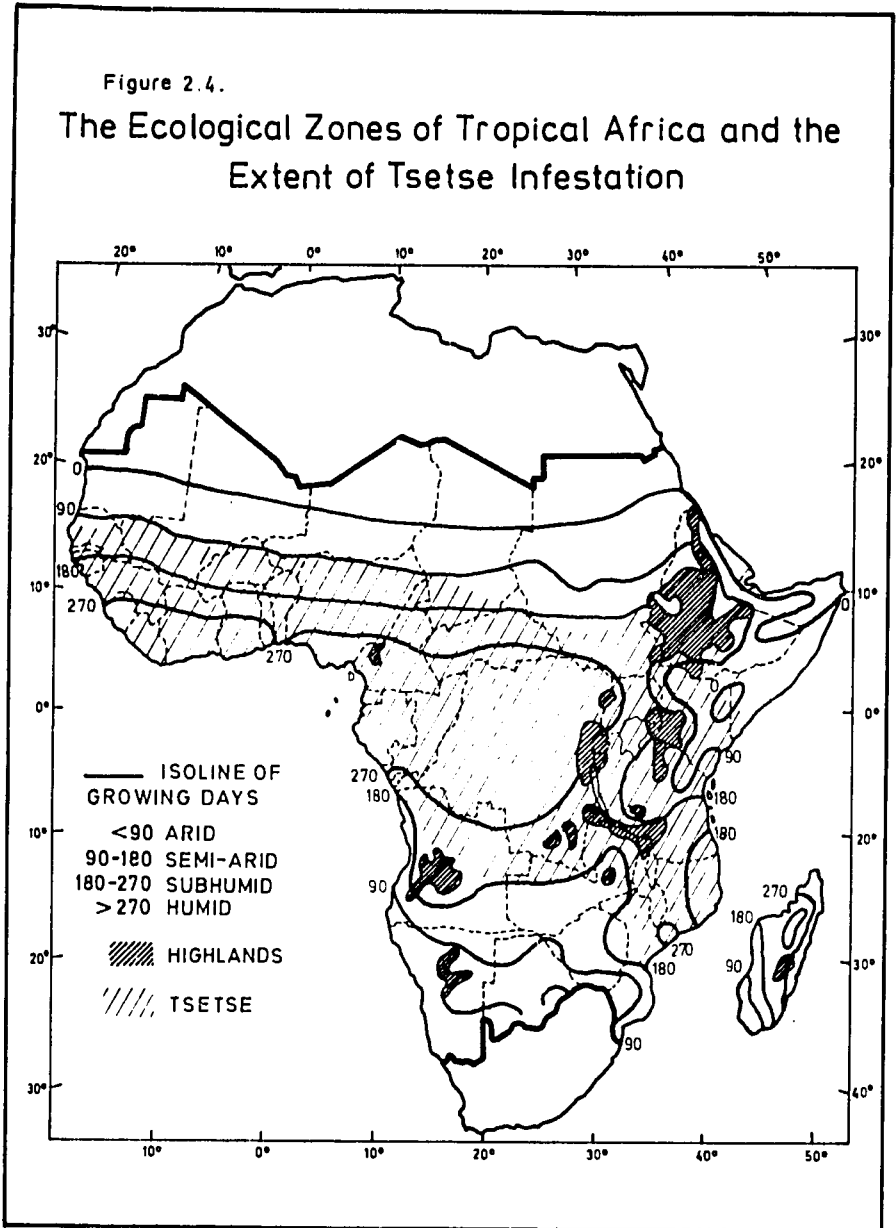 Figure 2.4.
The Ecological Zones of Tropical Africa and the
Extent of Tsetse Infestation
20° 10° 0° 10° 20° 30° 40° 50°
30° 30°
20° 20°
0
90
180
10° 10°
270
270
0
0
0° 0°
90
270
180
180
10° 20°
180
90
270
180
20° 30°
270
180
90
90
30° 40°
10° 0° 10° 20° 30° 40° 50°
ISOLINE OF
GROWING DAYS
<90 ARID
90-180 SEMI-ARID
180-270 SUBHUMID
>270 HUMID
HIGHLANDS
TSETSE